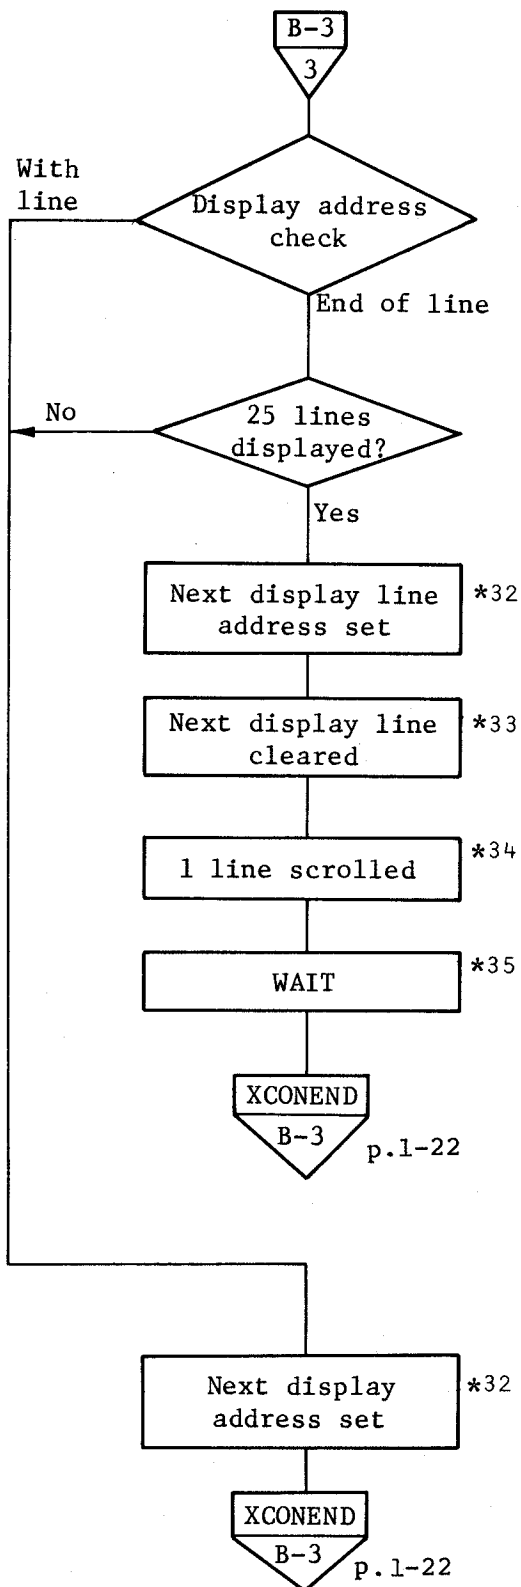 B-3
3
With
line
Display address
check
End of line
No
25 lines
displayed?
Yes
Next display line
address set
*32
Next display line
cleared
*33
1 line scrolled
*34
WAIT
*35
XCONEND
B-3
p.1-22
Next display
address set
*32
XCONEND
B-3
p.1-22